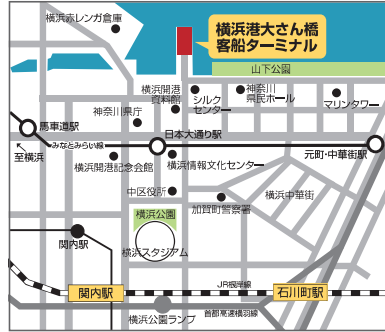 横浜赤レンガ倉庫
横浜港大さん橋
客船ターミナル
山下公園
横浜開港
資料館
シルク
センター
神奈川
県民ホール
マリンタワー
神奈川県庁
馬車道駅
日本大通り駅
みなとみらい線
元町・中華街駅
至横浜
横浜開港記念会館
横浜情報文化センター
中区役所
加賀町警察署
横浜中華街
横浜公園
関内駅
横浜スタジアム
JR根岸線
関内駅
石川町駅
横浜公園ランプ
首都高速横羽線